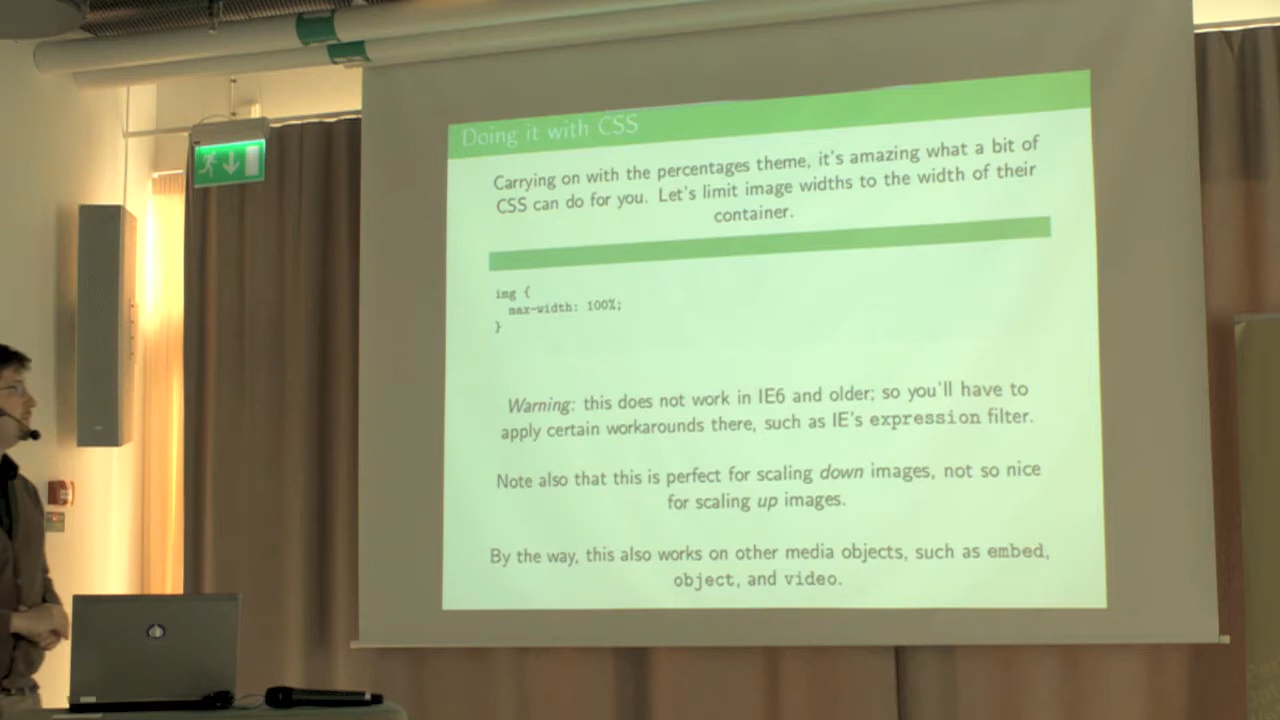 Doing it with CSS
Carrying on with the percentages theme, it's amazing what a bit of
CSS can do for you. Let's limit image widths to the width of their
container.
img {
max-width: 100%;
}
Warning: this does not work in IE6 and older; so you'll have to
apply certain workarounds there, such as IE's expression filter.
Note also that this is perfect for scaling down images, not so nice
for scaling up images.
By the way, this also works on other media objects, such as embed,
object, and video.